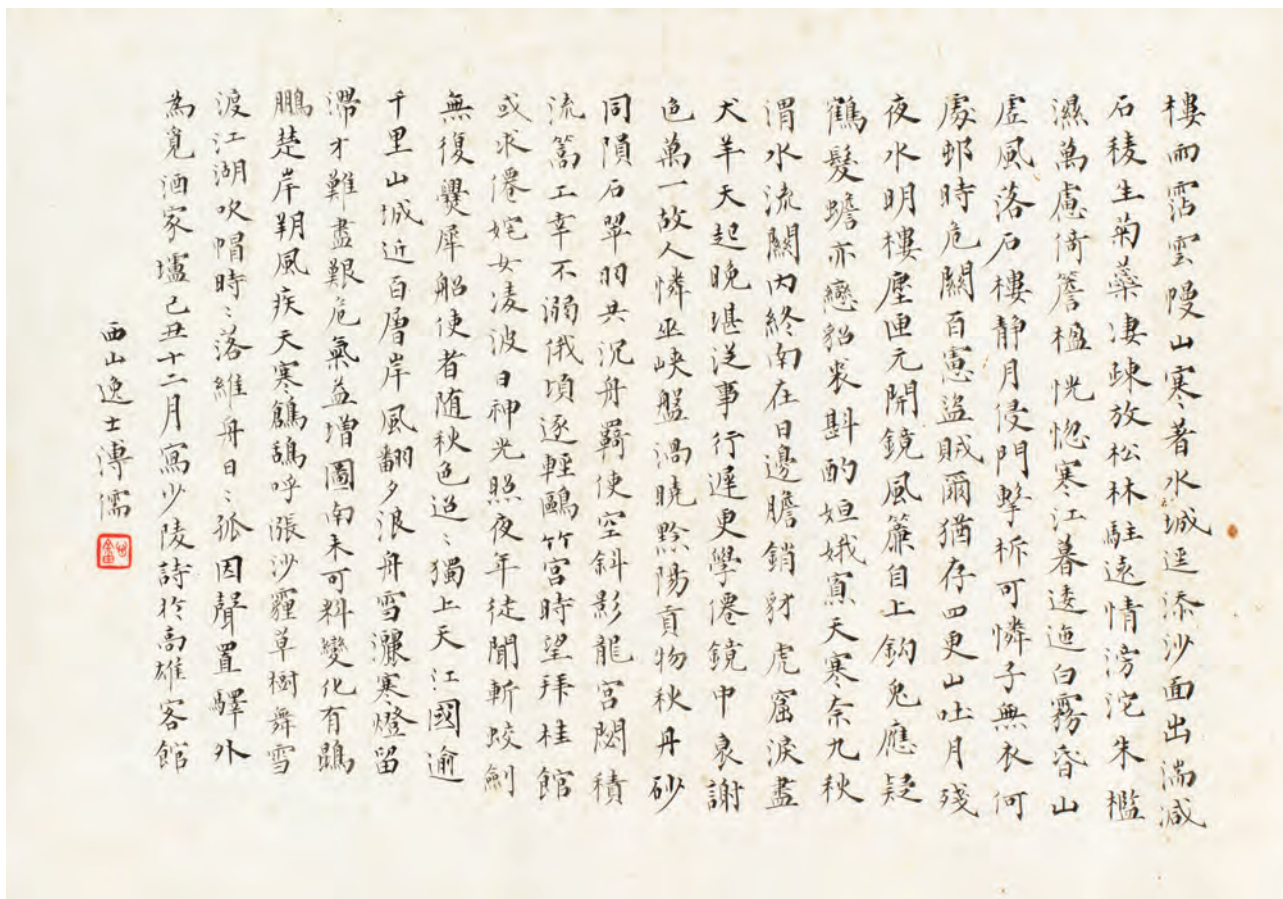 樓雨霑雲幔山寒著水城逕添沙面出湍減
石稜生菊蘂淒疎放松林駐遠情滂沱朱檻
濕萬慮倚簷楹恍惚寒江暮逶迤白霧昏山
虛風落石樓靜月侵門擊柝可憐子無衣何
處邨時危關百慮盜賊爾猶存四更山吐月殘
夜水明樓塵匣元開鏡風簾自上鈎兔應疑
鶴髮蟾亦戀貂裘斟酌姮娥寡天寒奈九秋
渭水流關內終南在日邊膽銷豺虎窟淚盡
犬羊天起晚堪從事行遲更學僊鏡中衰謝
色萬一故人憐巫峽盤渦曉黔陽貢物秋丹砂
同隕石翠羽共沉舟羇使空斜影龍宮閟積
流篙工幸不溺俄頃逐輕鷗竹宮時望拜桂館
或求僊姹女凌波日神光照夜年徒聞斬蛟劍
無復爨犀船使者隨秋色迢々獨上天江國逾
千里山城近百層岸風翻夕浪舟雪灑寒燈留
滯才難盡艱危氣益增圖南未可料變化有鵾
鵬楚岸朔風疾天寒鶬鴰呼漲沙霾草樹舞雪
渡江湖吹帽時々落維舟日々孤因聲置驛外
為覓酒家壚己丑十二月寫少陵詩於高雄客館
西山逸士溥儒